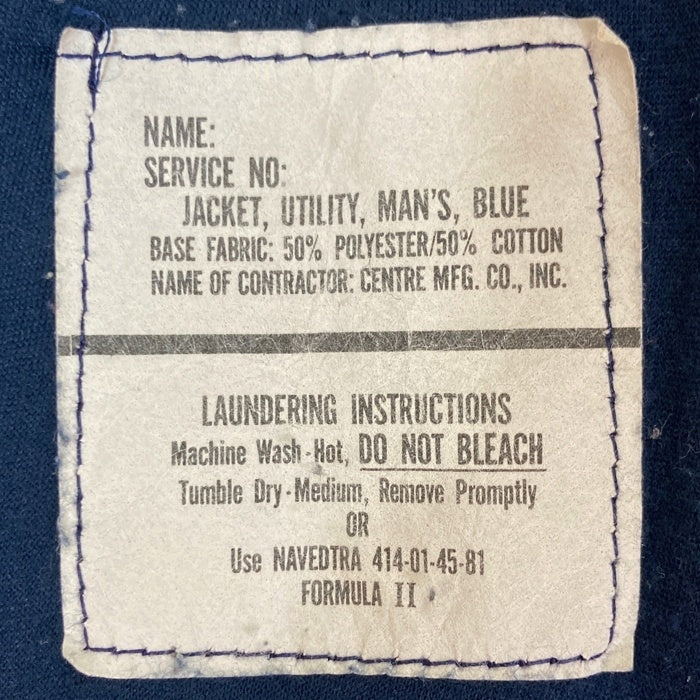 NAME:
SERVICE NO:
JACKET, UTILITY, MAN'S, BLUE
BASE FABRIC: 50% POLYESTER/50% COTTON
NAME OF CONTRACTOR: CENTRE MFG. CO., INC.
LAUNDERING INSTRUCTIONS
Machine Wash-Hot, DO NOT BLEACH
Tumble Dry-Medium, Remove Promptly
OR
Use NAVEDTRA 414-01-45-81
FORMULA II